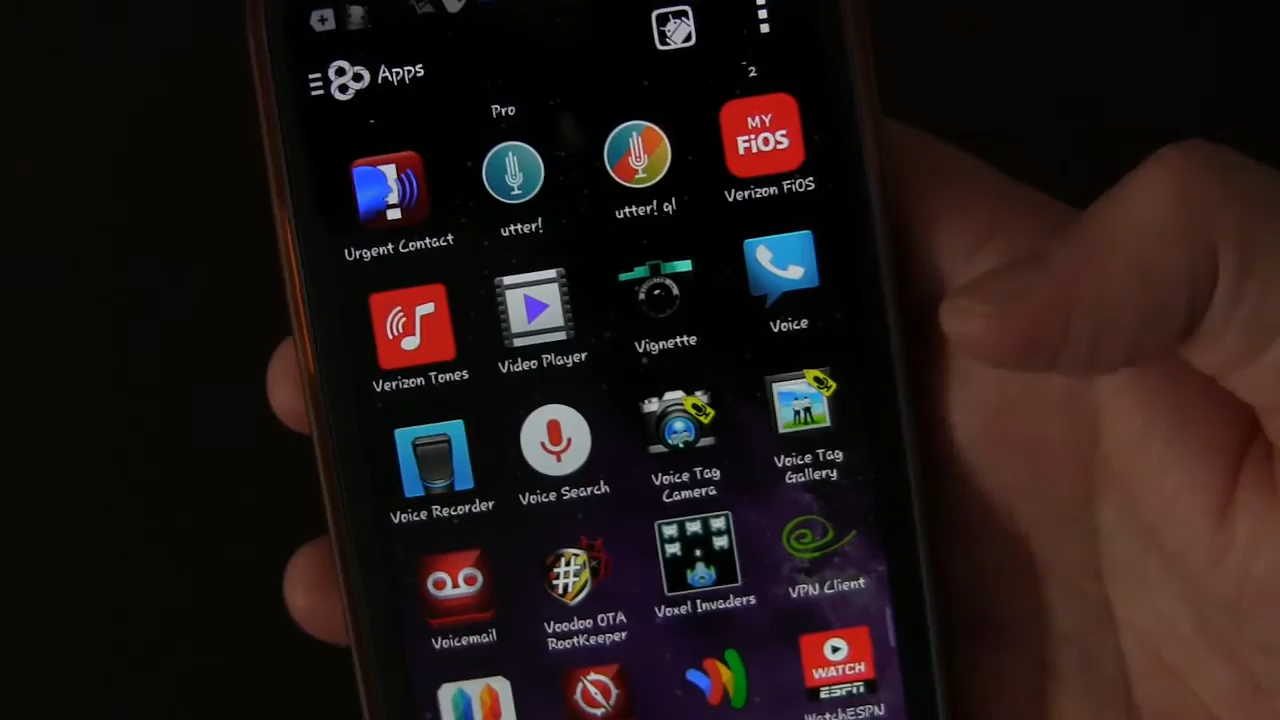 Apps
Pro
2
MY
FiOS
Urgent Contact
utter!
utter! ql
Verizon FiOS
Verizon Tones
Video Player
Vignette
Voice
Voice Recorder
Voice Search
Voice Tag
Camera
Voice Tag
Gallery
#
Voicemail
Voodoo OTA
RootKeeper
Voxel Invaders
VPN Client
WATCH
ESPN
WatchESPN